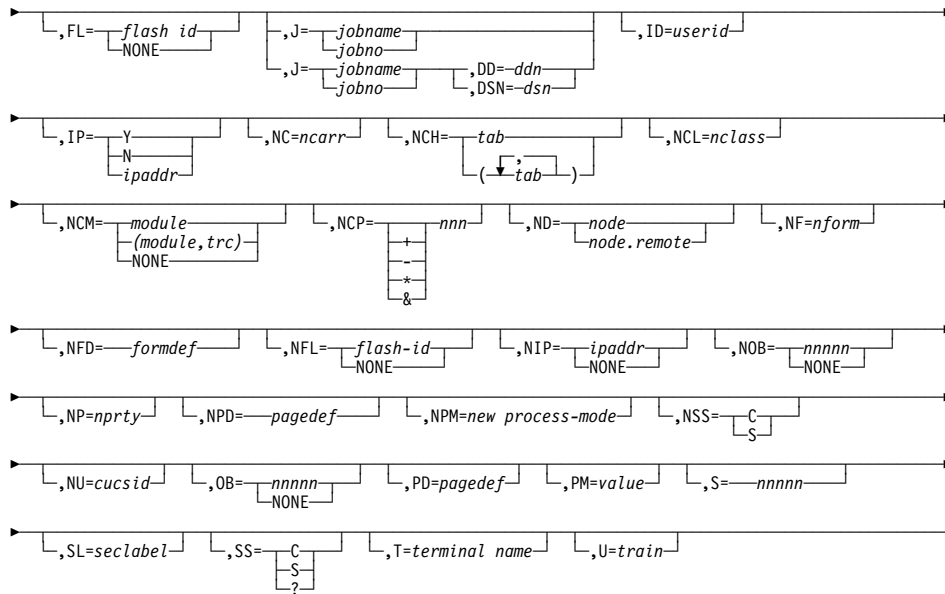 ,FL= flash id ,J= jobname ,ID=userid
NONE jobno
,J= jobname ,DD=ddn
jobno ,DSN=dsn
,IP= Y ,NC=ncarr ,NCH= tab ,NCL=nclass
N ,
ipaddr ( tab )
,NCM= module ,NCP= nnn ,ND= node ,NF=nform
(module,trc) + node.remote
NONE -
*
&
,NFD= formdef ,NFL= flash-id ,NIP= ipaddr ,NOB= nnnnn
NONE NONE NONE
,NP=nprty ,NPD= pagedef ,NPM=new process-mode ,NSS= C
S
,NU=cucsid ,OB= nnnnn ,PD=pagedef ,PM=value ,S= nnnnn
NONE
,SL=seclabel ,SS= C ,T=terminal name ,U=train
S
?